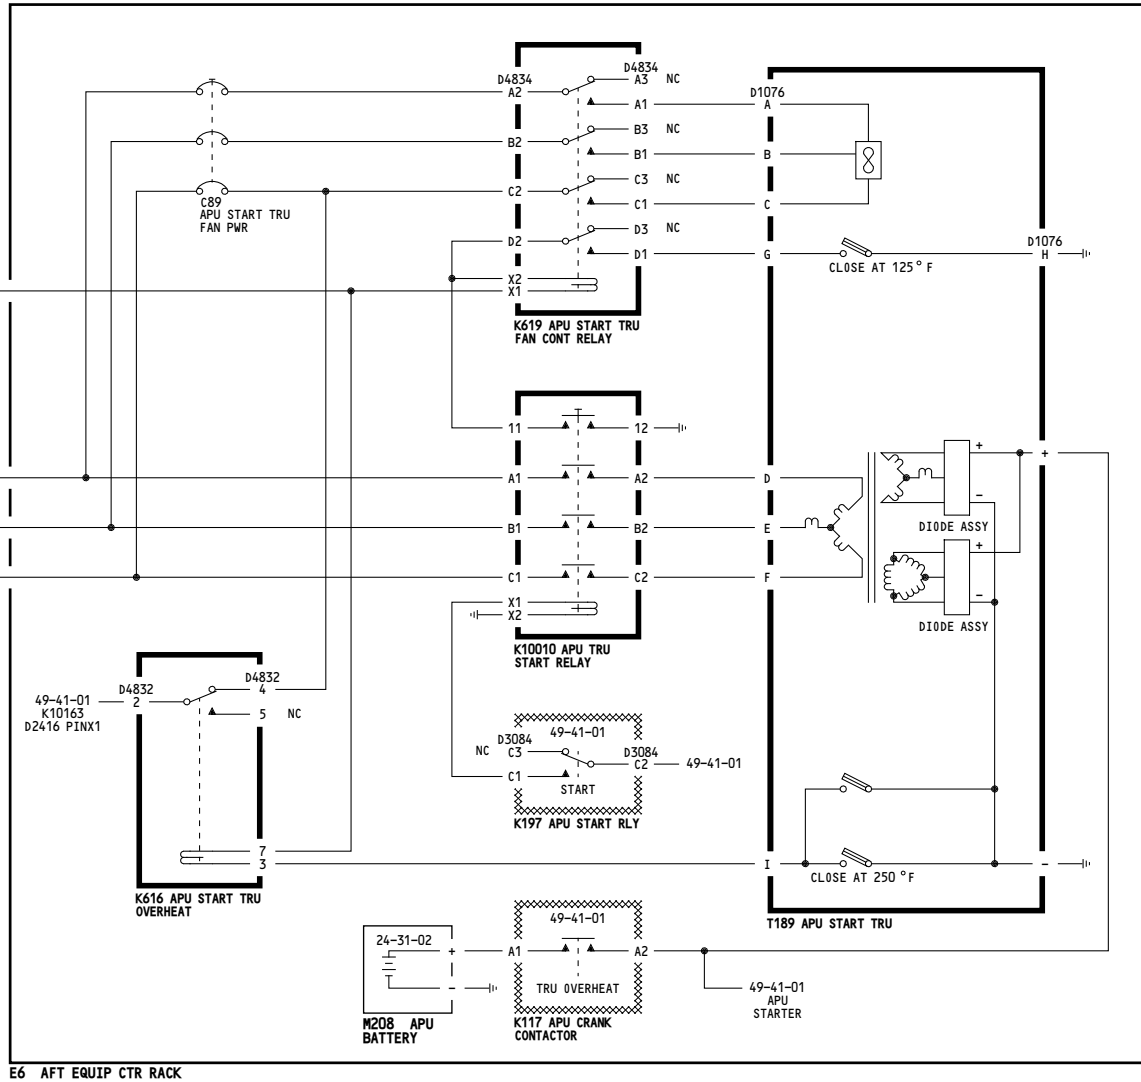 D4834
D4834
A2
A3 NC
A1
B3 NC
B2
B1
C3 NC
C2
C1
D3 NC
D2
D1
X2
X1
K619 APU START TRU
FAN CONT RELAY
C89
APU START TRU
FAN PWR
D1076
A
B
C
G
CLOSE AT 125°F
D1076
H
11
12
A1
A2
B1
B2
C1
C2
X1
X2
K10010 APU TRU
START RELAY
D
E
F
+
-
DIODE ASSY
+
-
DIODE ASSY
+
49-41-01
K10163
D2416 PINX1
D4832
2
D4832
4
5 NC
7
3
K616 APU START TRU
OVERHEAT
49-41-01
D3084
NC C3
C1
D3084
C2
49-41-01
START
K197 APU START RLY
I
CLOSE AT 250°F
-
T189 APU START TRU
24-31-02
+
-
M208 APU
BATTERY
49-41-01
A1
A2
TRU OVERHEAT
K117 APU CRANK
CONTACTOR
49-41-01
APU
STARTER
E6 AFT EQUIP CTR RACK